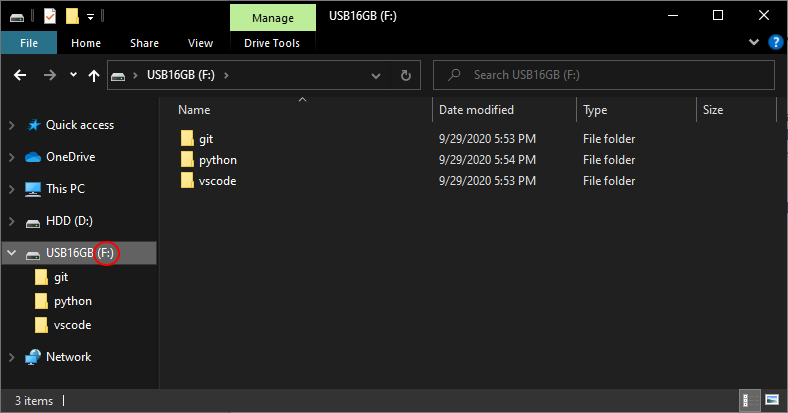 Manage
USB16GB (F:)
File
Home
Share
View
Drive Tools
USB16GB (F:)
Search USB16GB (F:)
Name
Date modified
Type
Size
Quick access
OneDrive
This PC
HDD (D:)
USB16GB (F:)
git
python
vscode
Network
git 9/29/2020 5:53 PM File folder
python 9/29/2020 5:54 PM File folder
vscode 9/29/2020 5:53 PM File folder
3 items